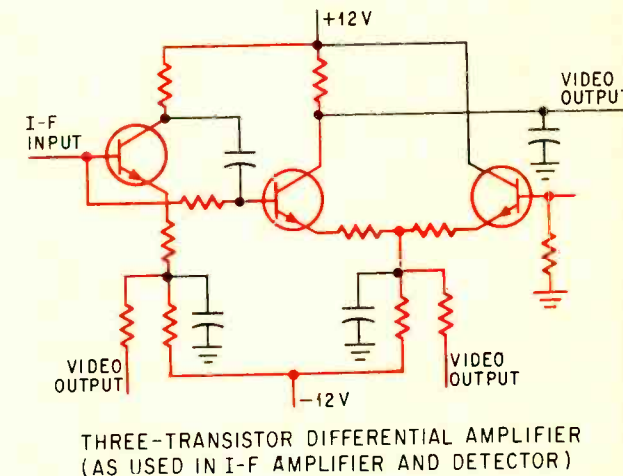 +12V
VIDEO
OUTPUT
I-F
INPUT
VIDEO
OUTPUT
VIDEO
OUTPUT
-12V
THREE-TRANSISTOR DIFFERENTIAL AMPLIFIER
(AS USED IN I-F AMPLIFIER AND DETECTOR)